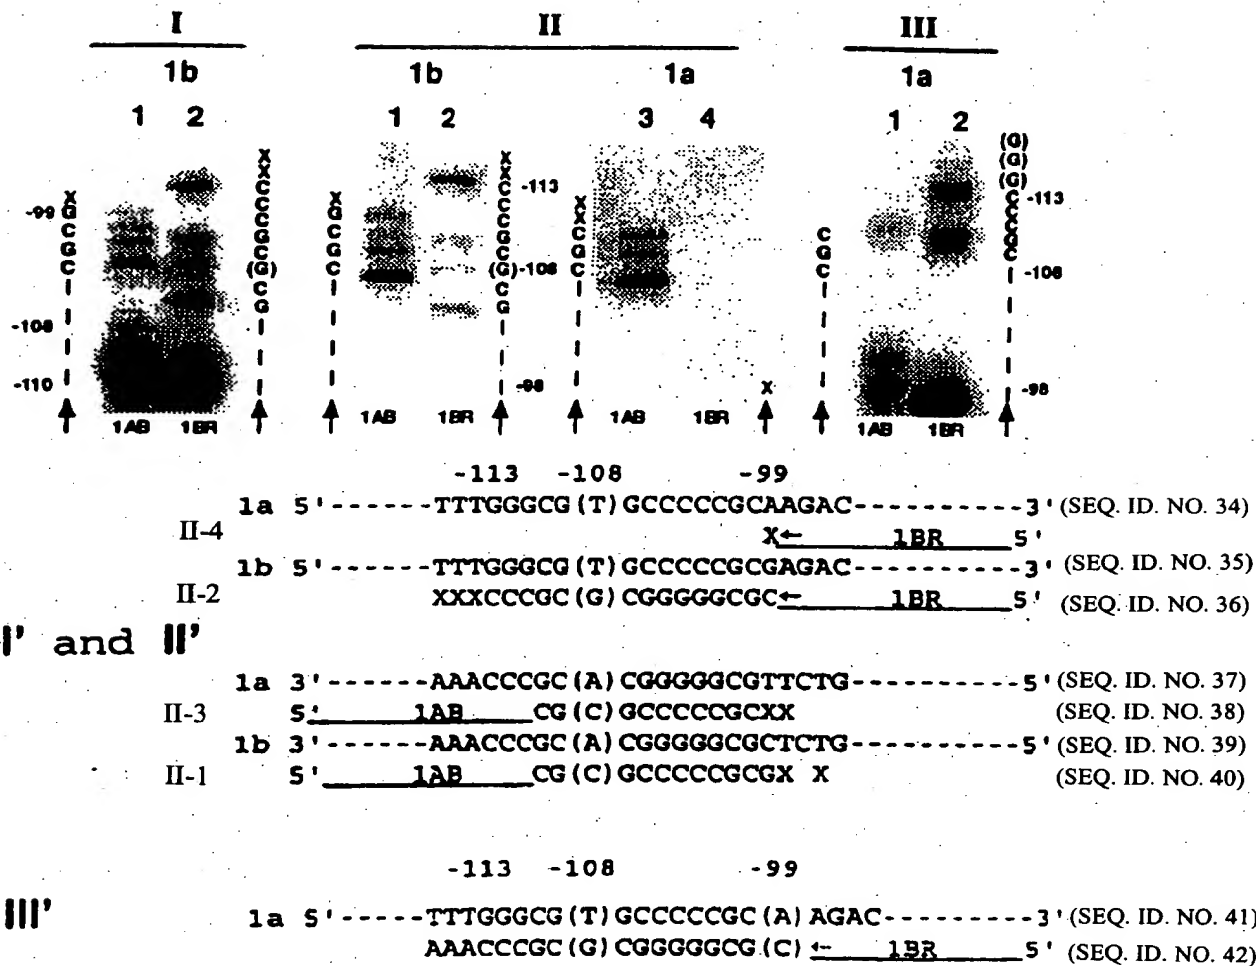 I II III
1b 1b 1a 1a
1 2 1 2 3 4 1 2
-99
-108
-110
-113
-108
-98
-113
-108
-98
1AB 1BR 1AB 1BR 1AB 1BR 1AB 1BR
-113 -108 -99
1a 5'------TTTGGGCG(T)GCCCCCGCAAGAC----------3' (SEQ. ID. NO. 34)
II-4 X← 1BR 5'
1b 5'------TTTGGGCG(T)GCCCCCGCGAGAC----------3' (SEQ. ID. NO. 35)
II-2 XXXCCCGC(G)CGGGGGCGC← 1BR 5' (SEQ. ID. NO. 36)
I' and II'
1a 3'------AAACCCGC(A)CGGGGGCGTTCTG----------5' (SEQ. ID. NO. 37)
II-3 5' 1AB CG(C)GCCCCCGCXX (SEQ. ID. NO. 38)
1b 3'------AAACCCGC(A)CGGGGGCGCTCTG----------5' (SEQ. ID. NO. 39)
II-1 5' 1AB CG(C)GCCCCCGCGX X (SEQ. ID. NO. 40)
-113 -108 -99
III' 1a 5'-----TTTGGGCG(T)GCCCCCGC(A)AGAC---------3' (SEQ. ID. NO. 41)
AAACCCGC(G)CGGGGGCG(C)← 1BR 5' (SEQ. ID. NO. 42)